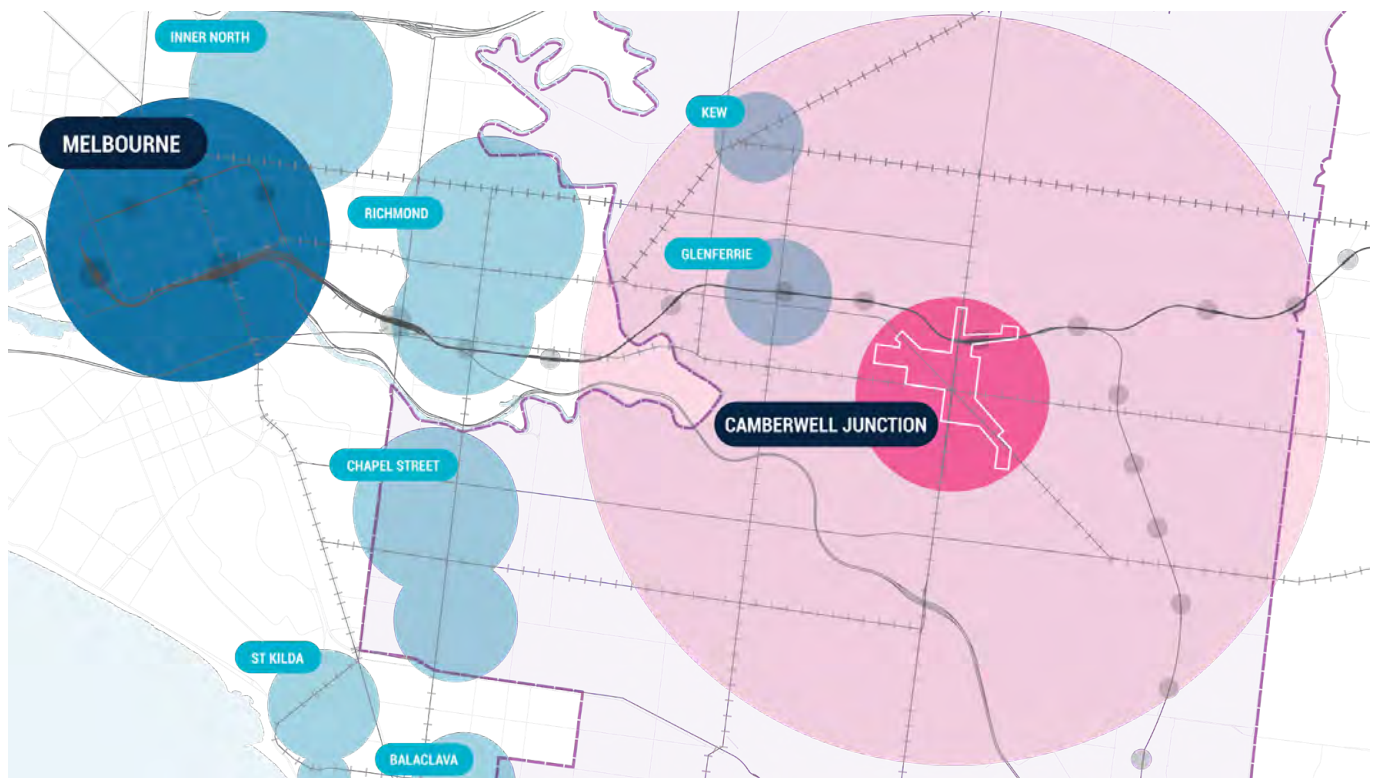 INNER NORTH
MELBOURNE
KEW
RICHMOND
GLENFERRIE
CAMBERWELL JUNCTION
CHAPEL STREET
ST KILDA
BALACLAVA